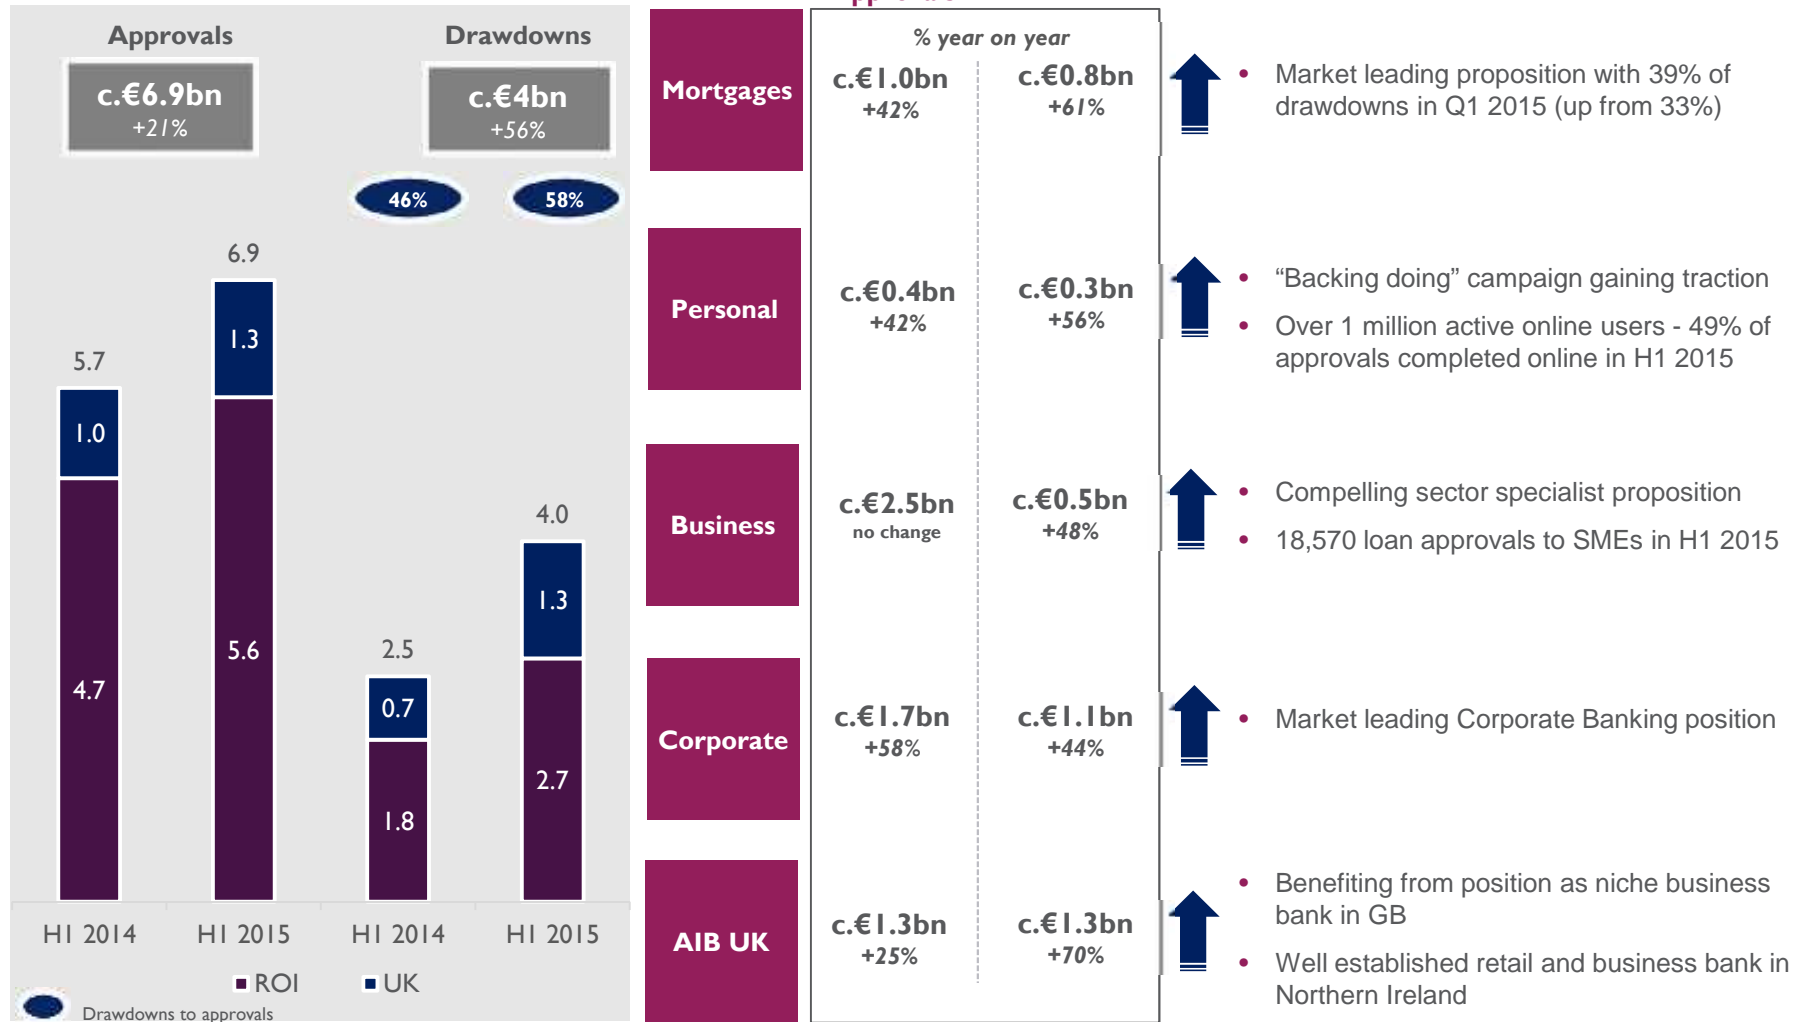 Approvals
Drawdowns
c.€6.9bn
+21%
c.€4bn
+56%
46%
58%
6.9
1.3
5.7
1.0
4.0
1.3
5.6
2.5
4.7
0.7
2.7
1.8
H1 2014
H1 2015
H1 2014
H1 2015
ROI
UK
Drawdowns to approvals
% year on year
Mortgages
c.€1.0bn
+42%
c.€0.8bn
+61%
• Market leading proposition with 39% of
drawdowns in Q1 2015 (up from 33%)
Personal
c.€0.4bn
+42%
c.€0.3bn
+56%
• “Backing doing” campaign gaining traction
• Over 1 million active online users - 49% of
approvals completed online in H1 2015
Business
c.€2.5bn
no change
c.€0.5bn
+48%
• Compelling sector specialist proposition
• 18,570 loan approvals to SMEs in H1 2015
Corporate
c.€1.7bn
+58%
c.€1.1bn
+44%
• Market leading Corporate Banking position
AIB UK
c.€1.3bn
+25%
c.€1.3bn
+70%
• Benefiting from position as niche business
bank in GB
• Well established retail and business bank in
Northern Ireland